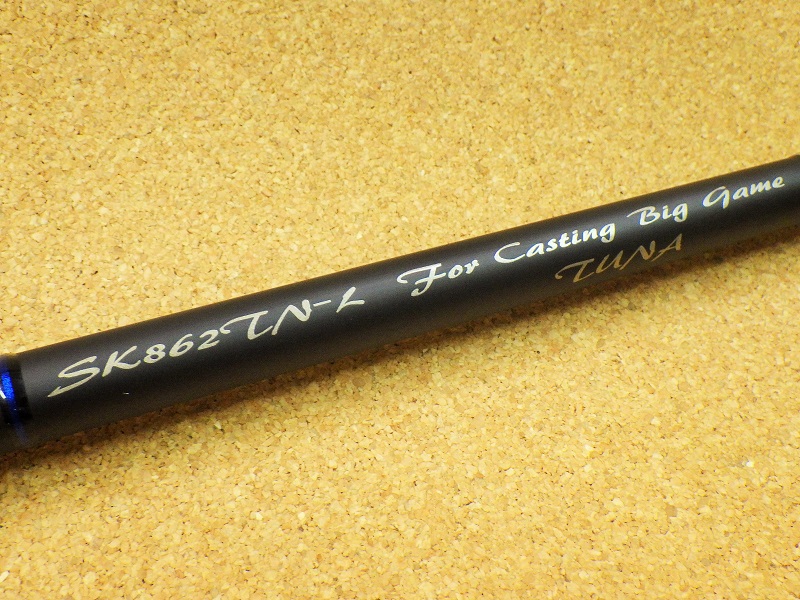 SK862TN-L For Casting Big Game
TUNA